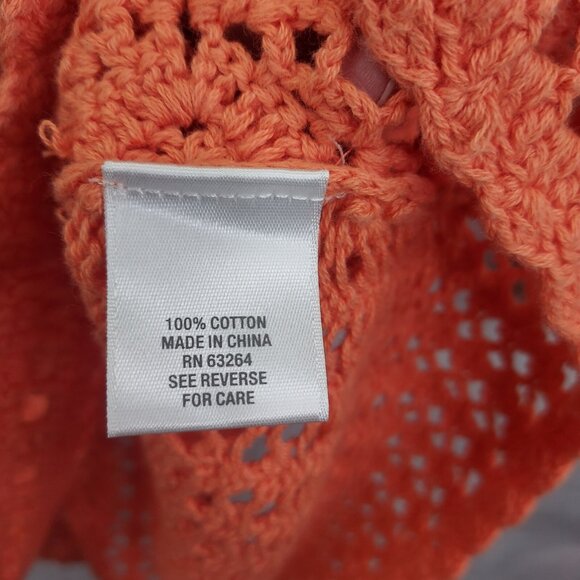 100% COTTON
MADE IN CHINA
RN 63264
SEE REVERSE
FOR CARE